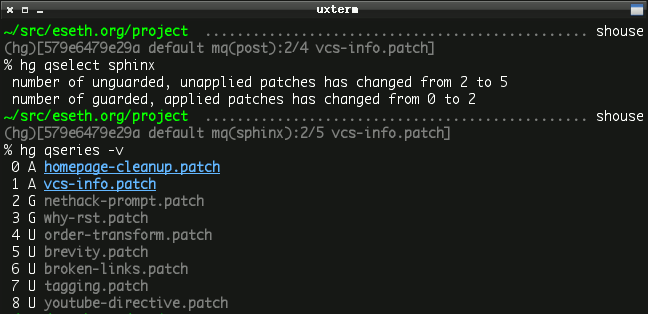 uxterm
~/src/eseth.org/project ................................................ shouse
(hg)[579e6479e29a default mq(post):2/4 vcs-info.patch]
% hg qselect sphinx
number of unguarded, unapplied patches has changed from 2 to 5
number of guarded, applied patches has changed from 0 to 2
~/src/eseth.org/project ................................................ shouse
(hg)[579e6479e29a default mq(sphinx):2/5 vcs-info.patch]
% hg qseries -v
0 A homepage-cleanup.patch
1 A vcs-info.patch
2 G nethack-prompt.patch
3 G why-rst.patch
4 U order-transform.patch
5 U brevity.patch
6 U broken-links.patch
7 U tagging.patch
8 U youtube-directive.patch